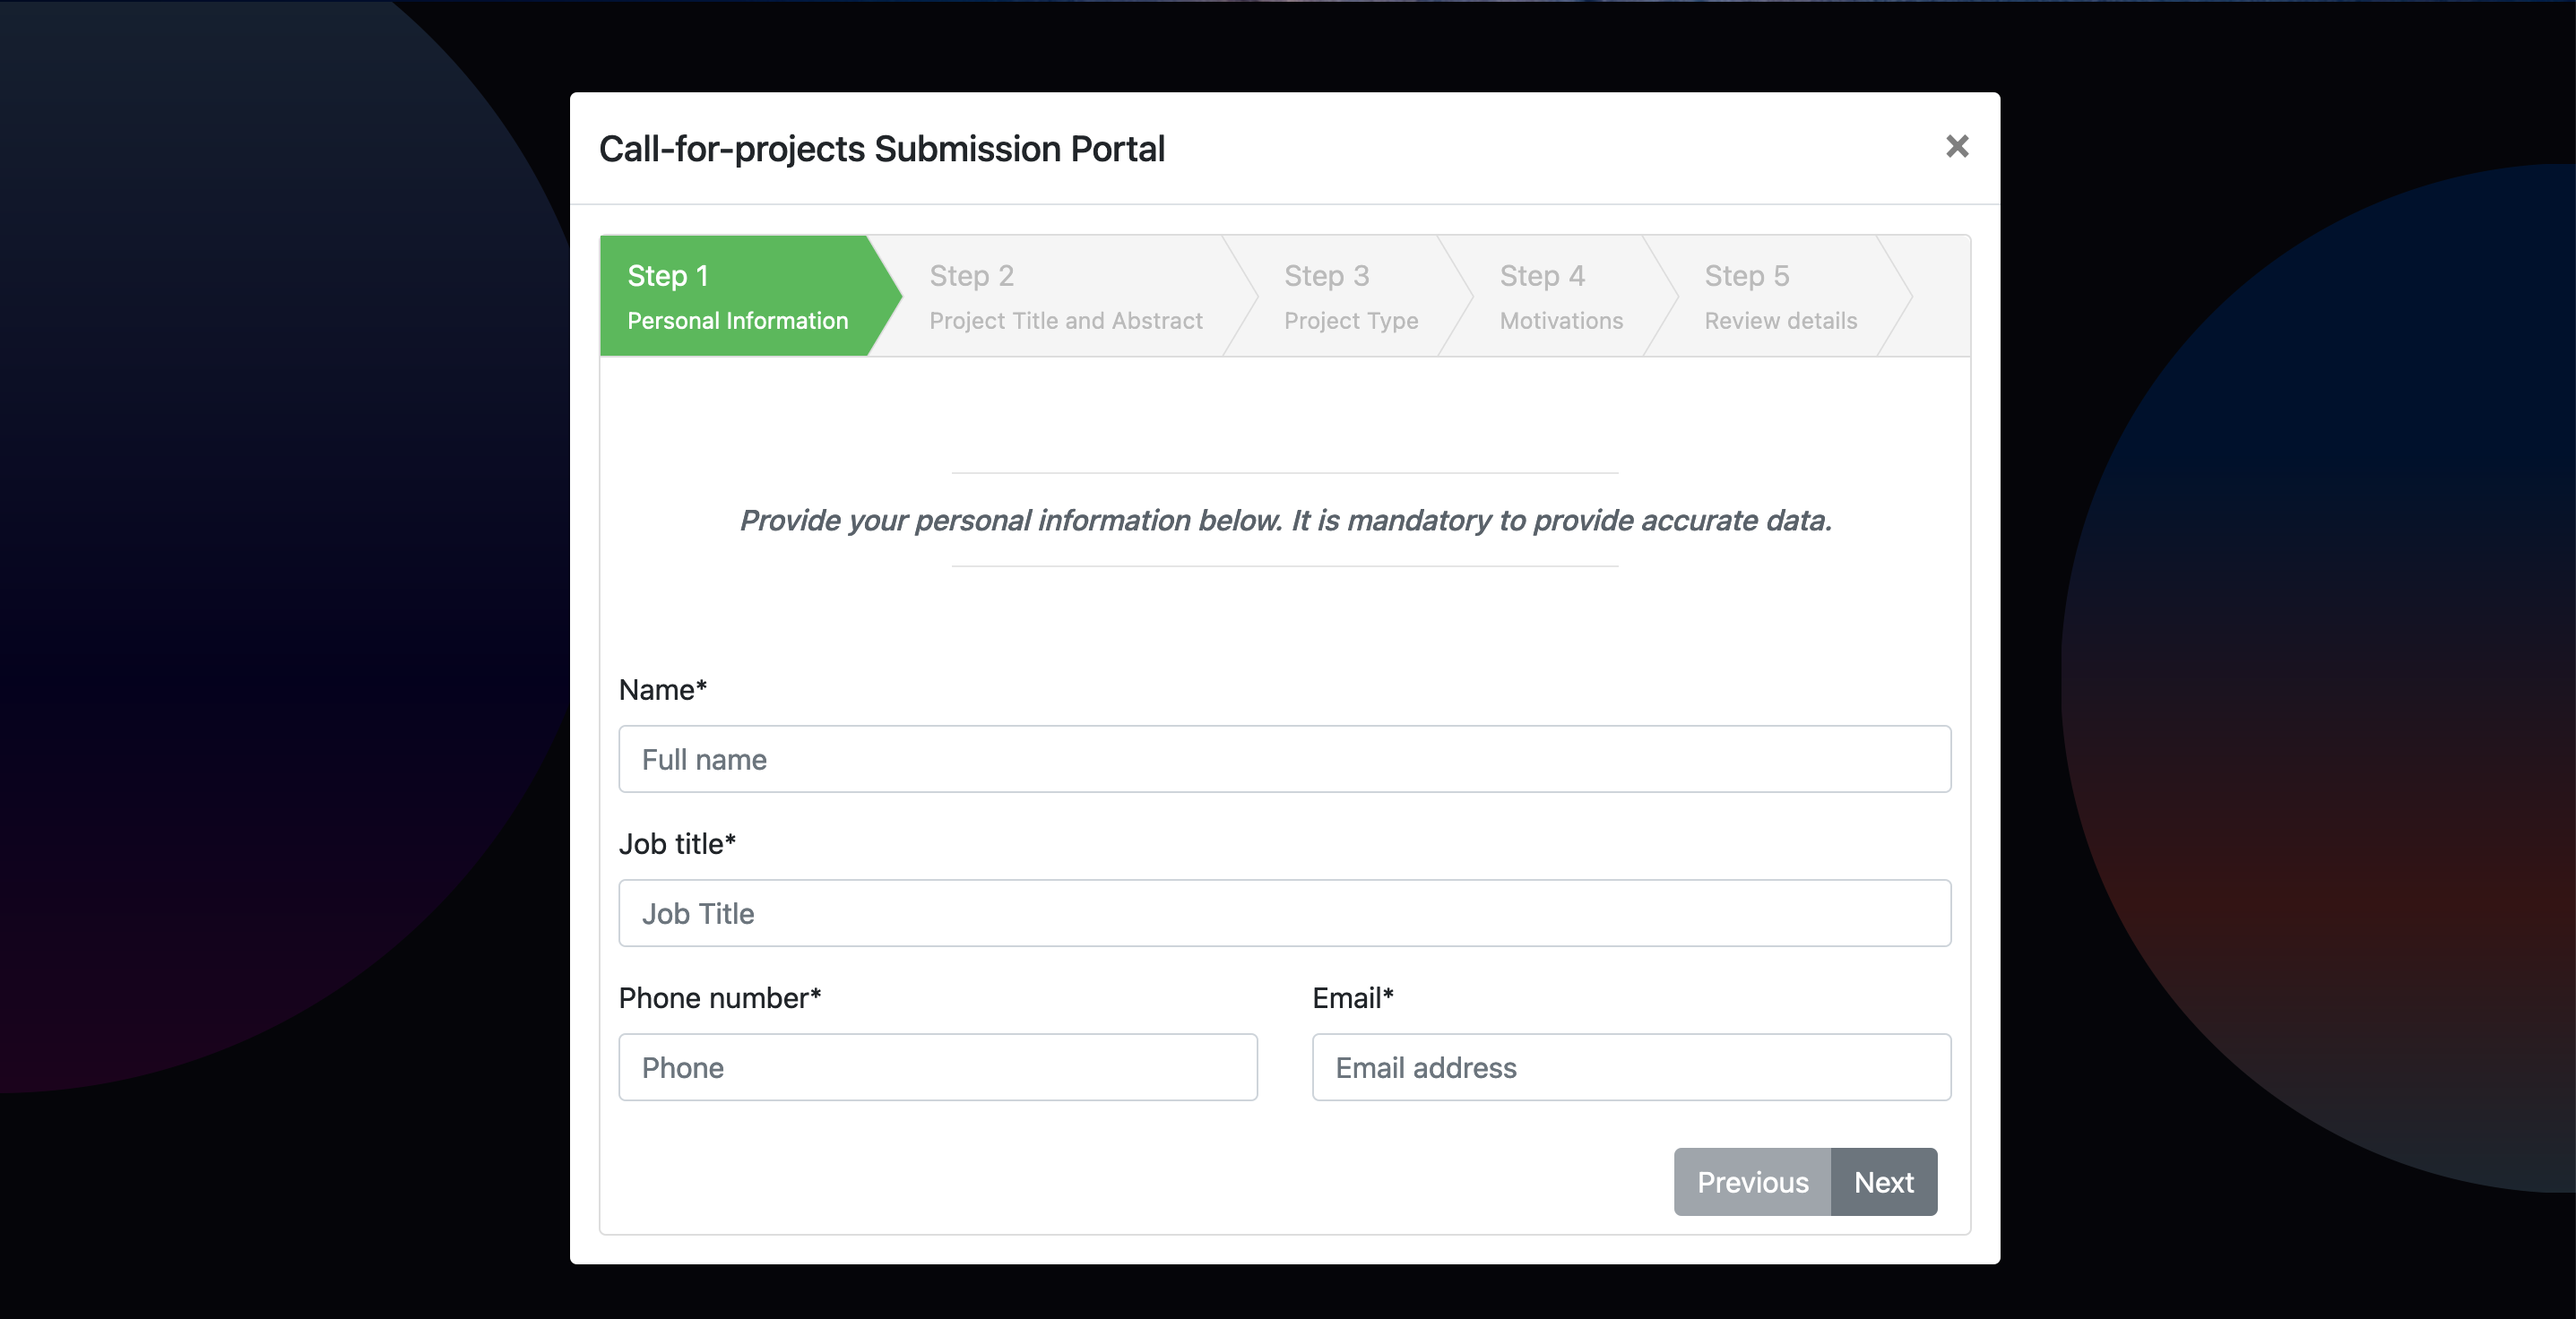 Call-for-projects Submission Portal ×
Step 1
Personal Information
Step 2
Project Title and Abstract
Step 3
Project Type
Step 4
Motivations
Step 5
Review details
Provide your personal information below. It is mandatory to provide accurate data.
Name*
Full name
Job title*
Job Title
Phone number*
Phone
Email*
Email address
Previous Next